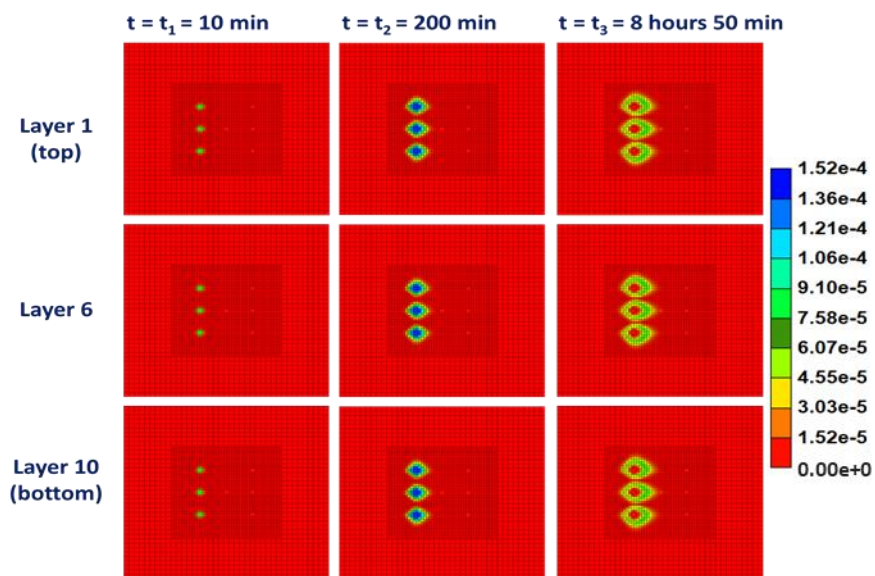 t = t₁ = 10 min
t = t₂ = 200 min
t = t₃ = 8 hours 50 min
Layer 1
(top)
Layer 6
Layer 10
(bottom)
1.52e-4
1.36e-4
1.21e-4
1.06e-4
9.10e-5
7.58e-5
6.07e-5
4.55e-5
3.03e-5
1.52e-5
0.00e+0